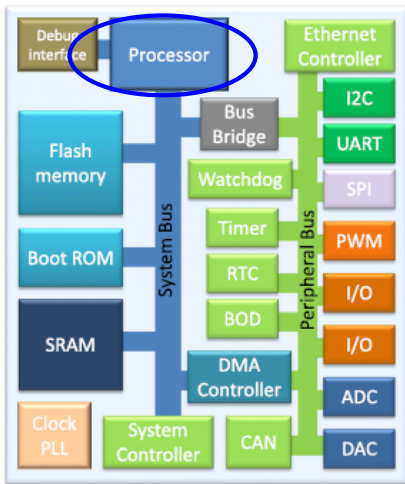 Debug
interface
Processor
Ethernet
Controller
Bus
Bridge
I2C
Flash
memory
UART
Watchdog
SPI
System Bus
Peripheral Bus
Timer
PWM
Boot ROM
RTC
I/O
BOD
SRAM
I/O
DMA
Controller
ADC
Clock
PLL
System
Controller
CAN
DAC